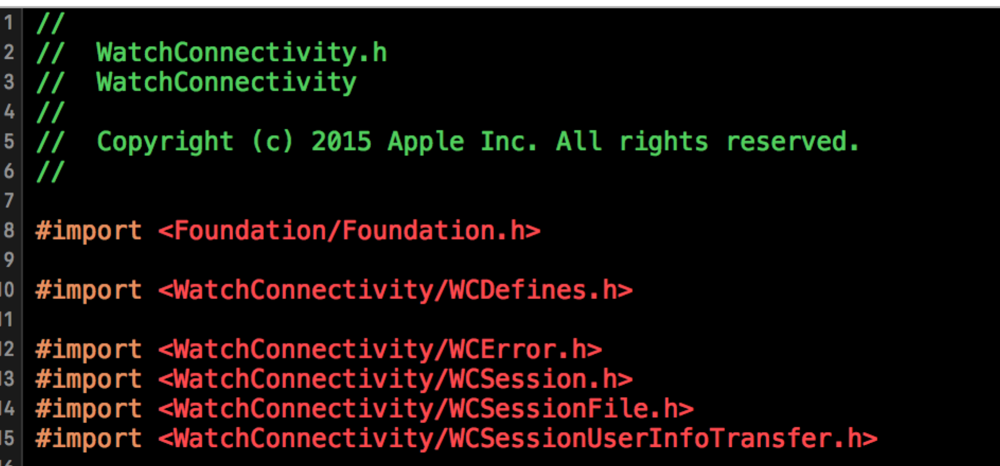 1 //
2 //  WatchConnectivity.h
3 //  WatchConnectivity
4 //
5 //  Copyright (c) 2015 Apple Inc. All rights reserved.
6 //
7
8 #import <Foundation/Foundation.h>
9
10 #import <WatchConnectivity/WCDefines.h>
11
12 #import <WatchConnectivity/WCError.h>
13 #import <WatchConnectivity/WCSession.h>
14 #import <WatchConnectivity/WCSessionFile.h>
15 #import <WatchConnectivity/WCSessionUserInfoTransfer.h>